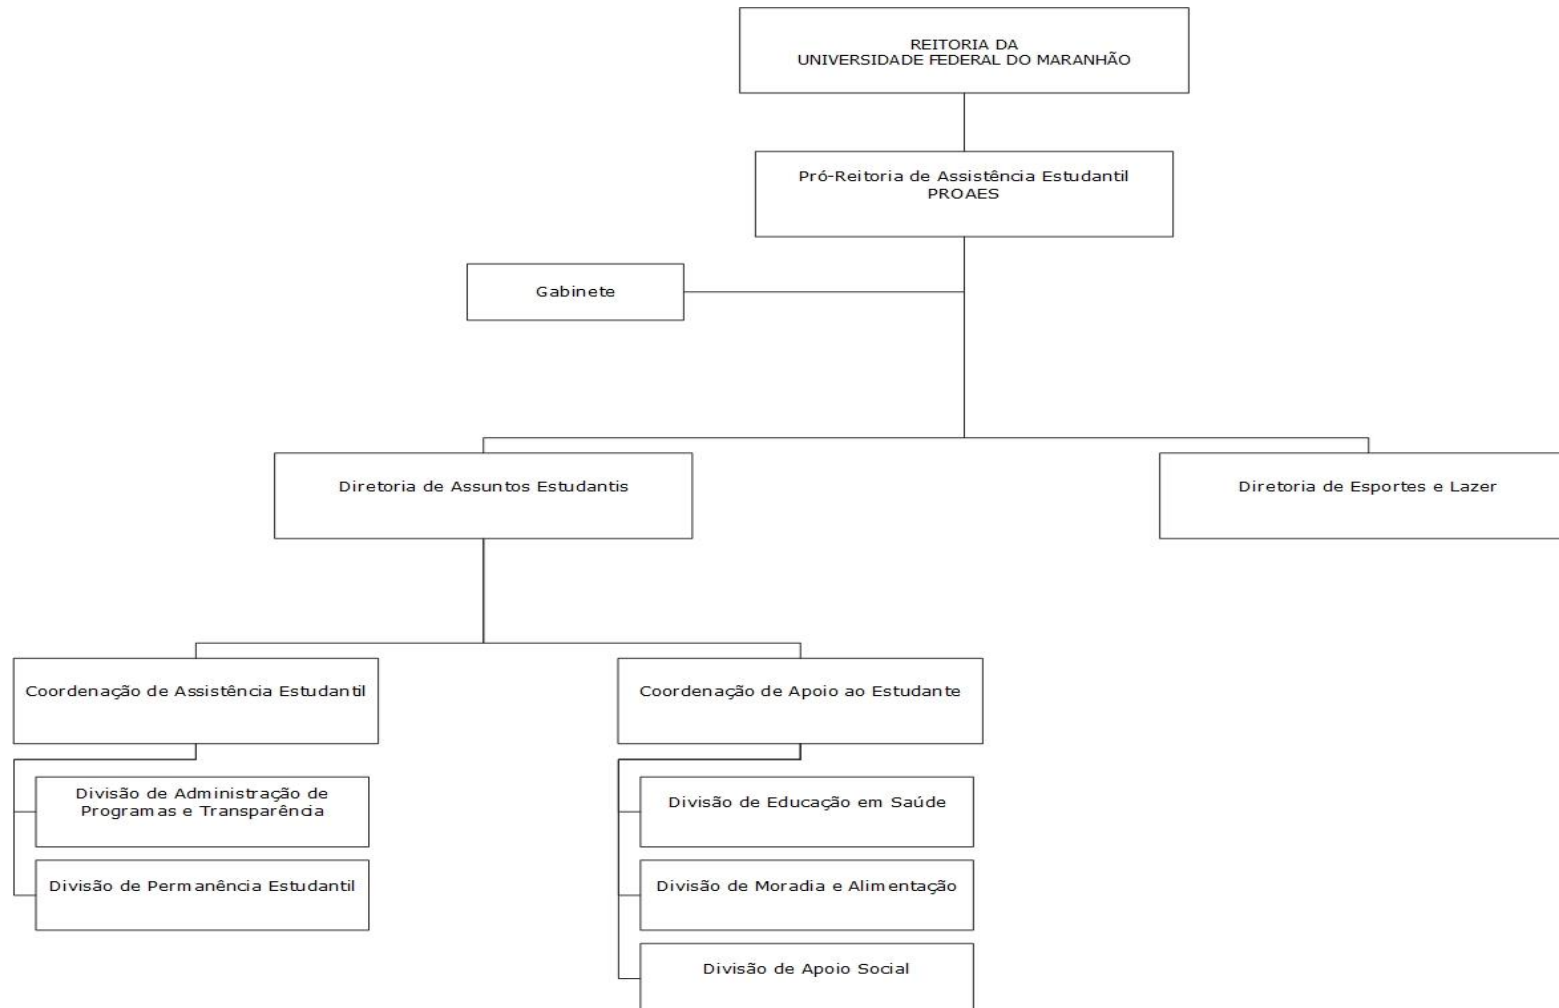 REITORIA DA
UNIVERSIDADE FEDERAL DO MARANHÃO
Pró-Reitoria de Assistência Estudantil
PROAES
Gabinete
Diretoria de Assuntos Estudantis
Diretoria de Esportes e Lazer
Coordenação de Assistência Estudantil
Coordenação de Apoio ao Estudante
Divisão de Administração de
Programas e Transparência
Divisão de Permanência Estudantil
Divisão de Educação em Saúde
Divisão de Moradia e Alimentação
Divisão de Apoio Social